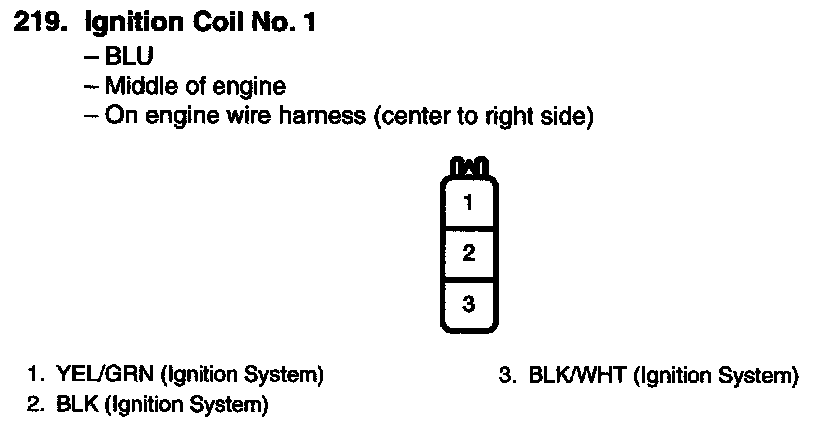 219. Ignition Coil No. 1
– BLU
– Middle of engine
– On engine wire harness (center to right side)
1
2
3
1. YEL/GRN (Ignition System)
2. BLK (Ignition System)
3. BLK/WHT (Ignition System)